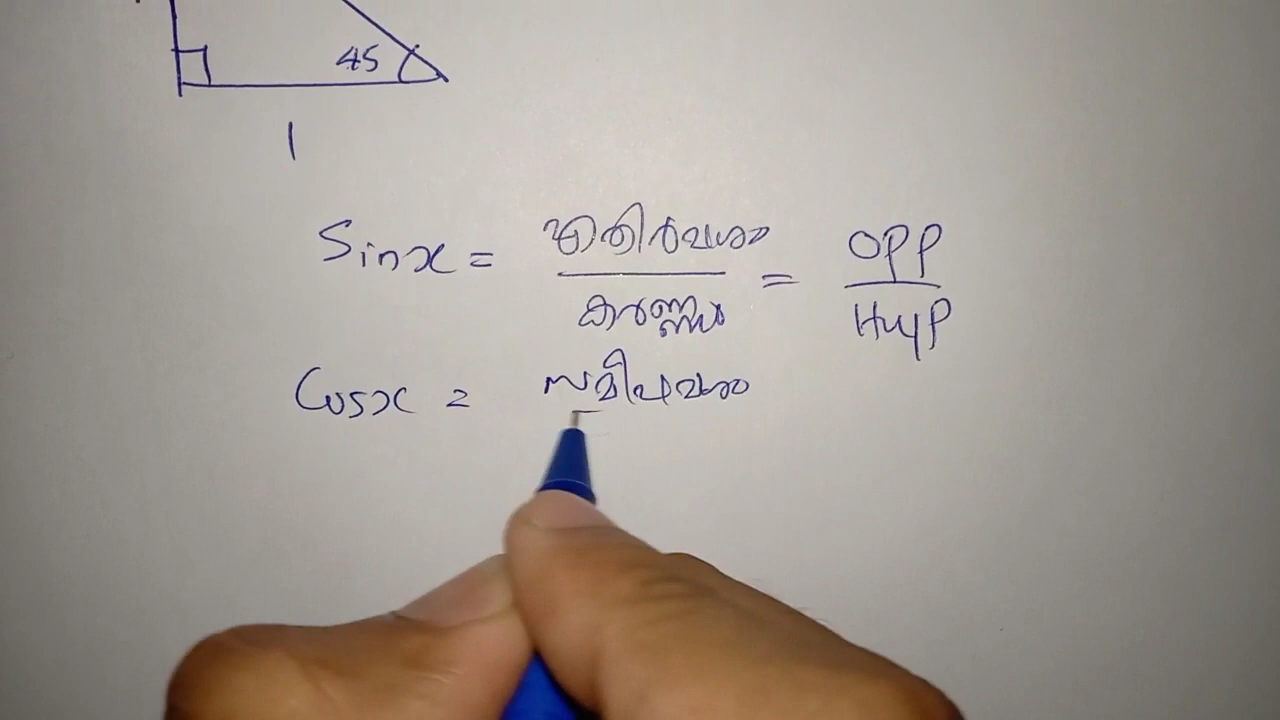 45
1
Sinx = എതിർവശം / കർണ്ണം = OPP / Hyp
Cosx = സമീപവശം